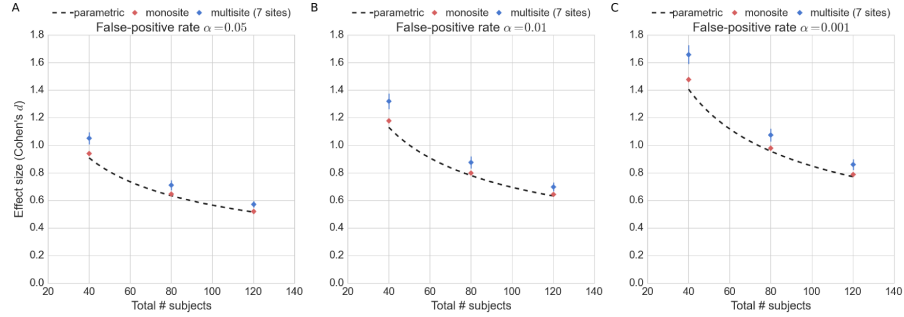 A
parametric monosite multisite (7 sites)
False-positive rate α=0.05
1.8
1.6
1.4
1.2
1.0
0.8
0.6
0.4
0.2
0.0
Effect size (Cohen's d)
20 40 60 80 100 120 140
Total # subjects
B
parametric monosite multisite (7 sites)
False-positive rate α=0.01
1.8
1.6
1.4
1.2
1.0
0.8
0.6
0.4
0.2
0.0
20 40 60 80 100 120 140
Total # subjects
C
parametric monosite multisite (7 sites)
False-positive rate α=0.001
1.8
1.6
1.4
1.2
1.0
0.8
0.6
0.4
0.2
0.0
20 40 60 80 100 120 140
Total # subjects